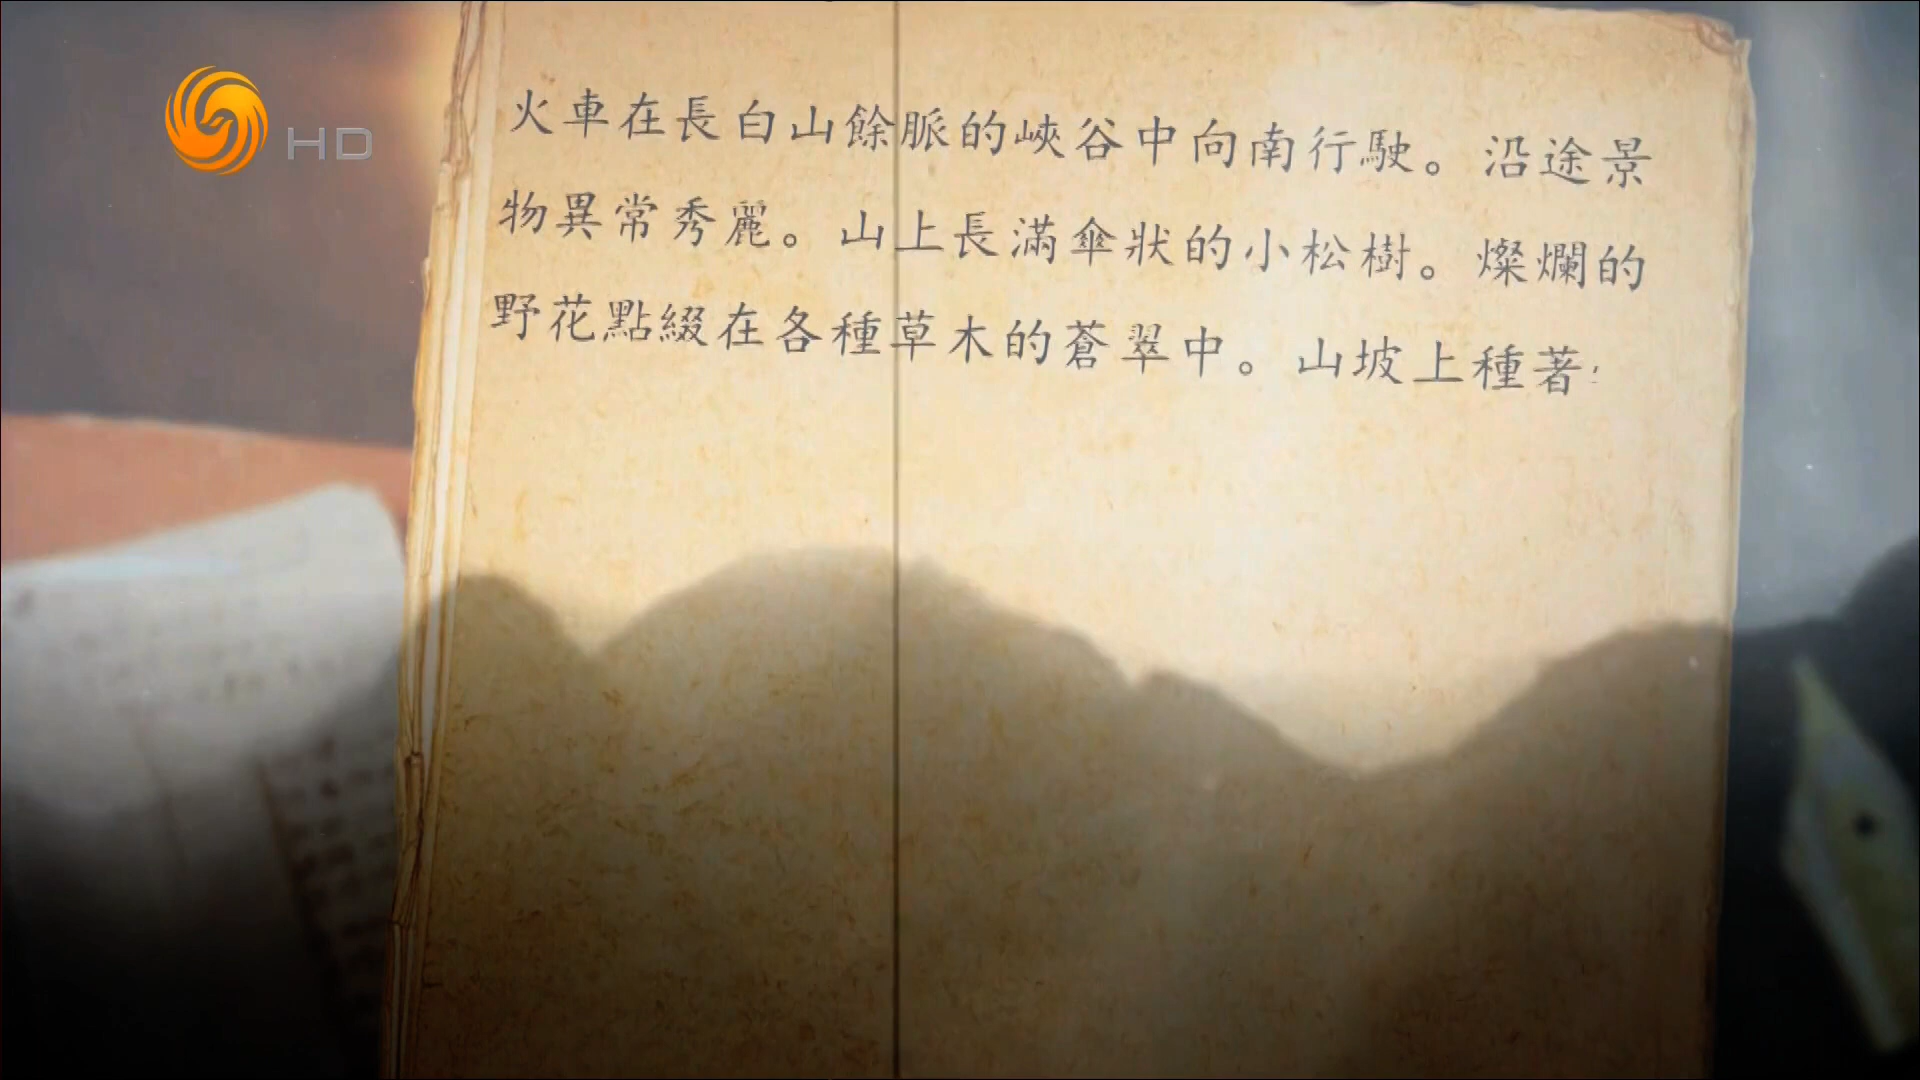 HD
火車在長白山餘脈的峽谷中向南行駛。沿途景
物異常秀麗。山上長滿傘狀的小松樹。燦爛的
野花點綴在各種草木的蒼翠中。山坡上種著